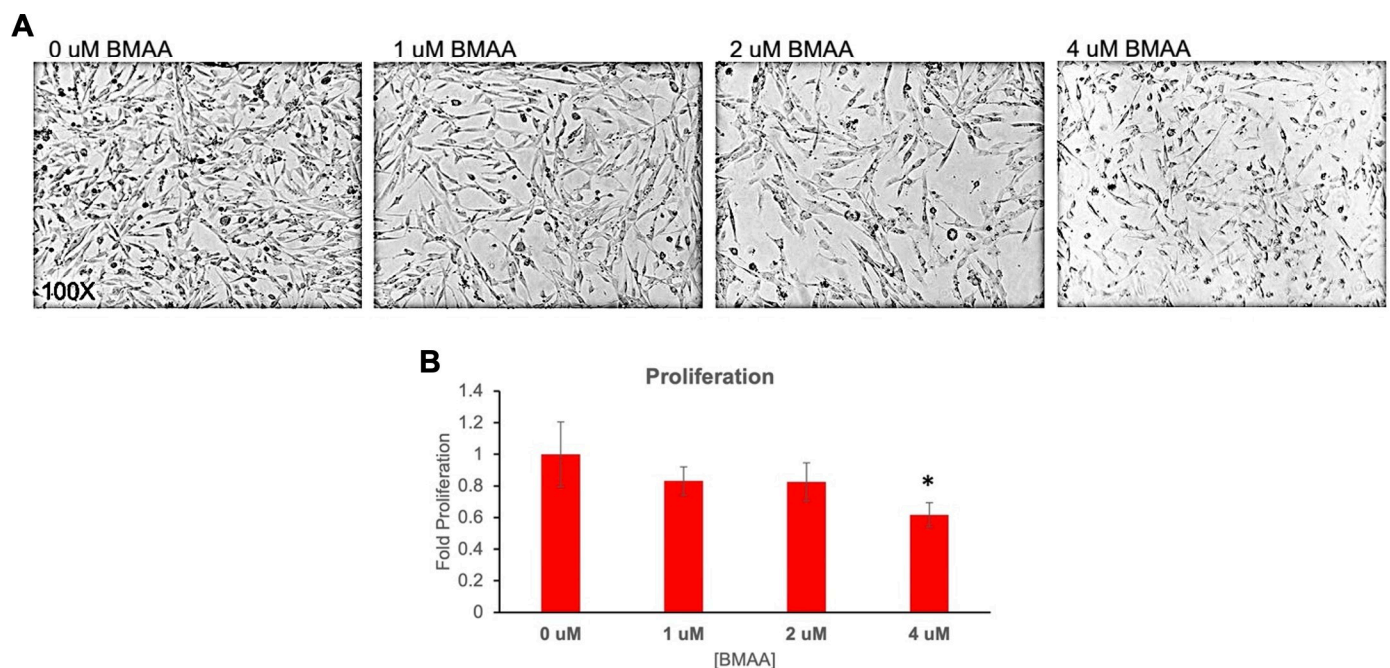 A
0 uM BMAA
1 uM BMAA
2 uM BMAA
4 uM BMAA
100X
B
Proliferation
Fold Proliferation
1.4
1.2
1
0.8
0.6
0.4
0.2
0
*
0 uM
1 uM
2 uM
4 uM
[BMAA]